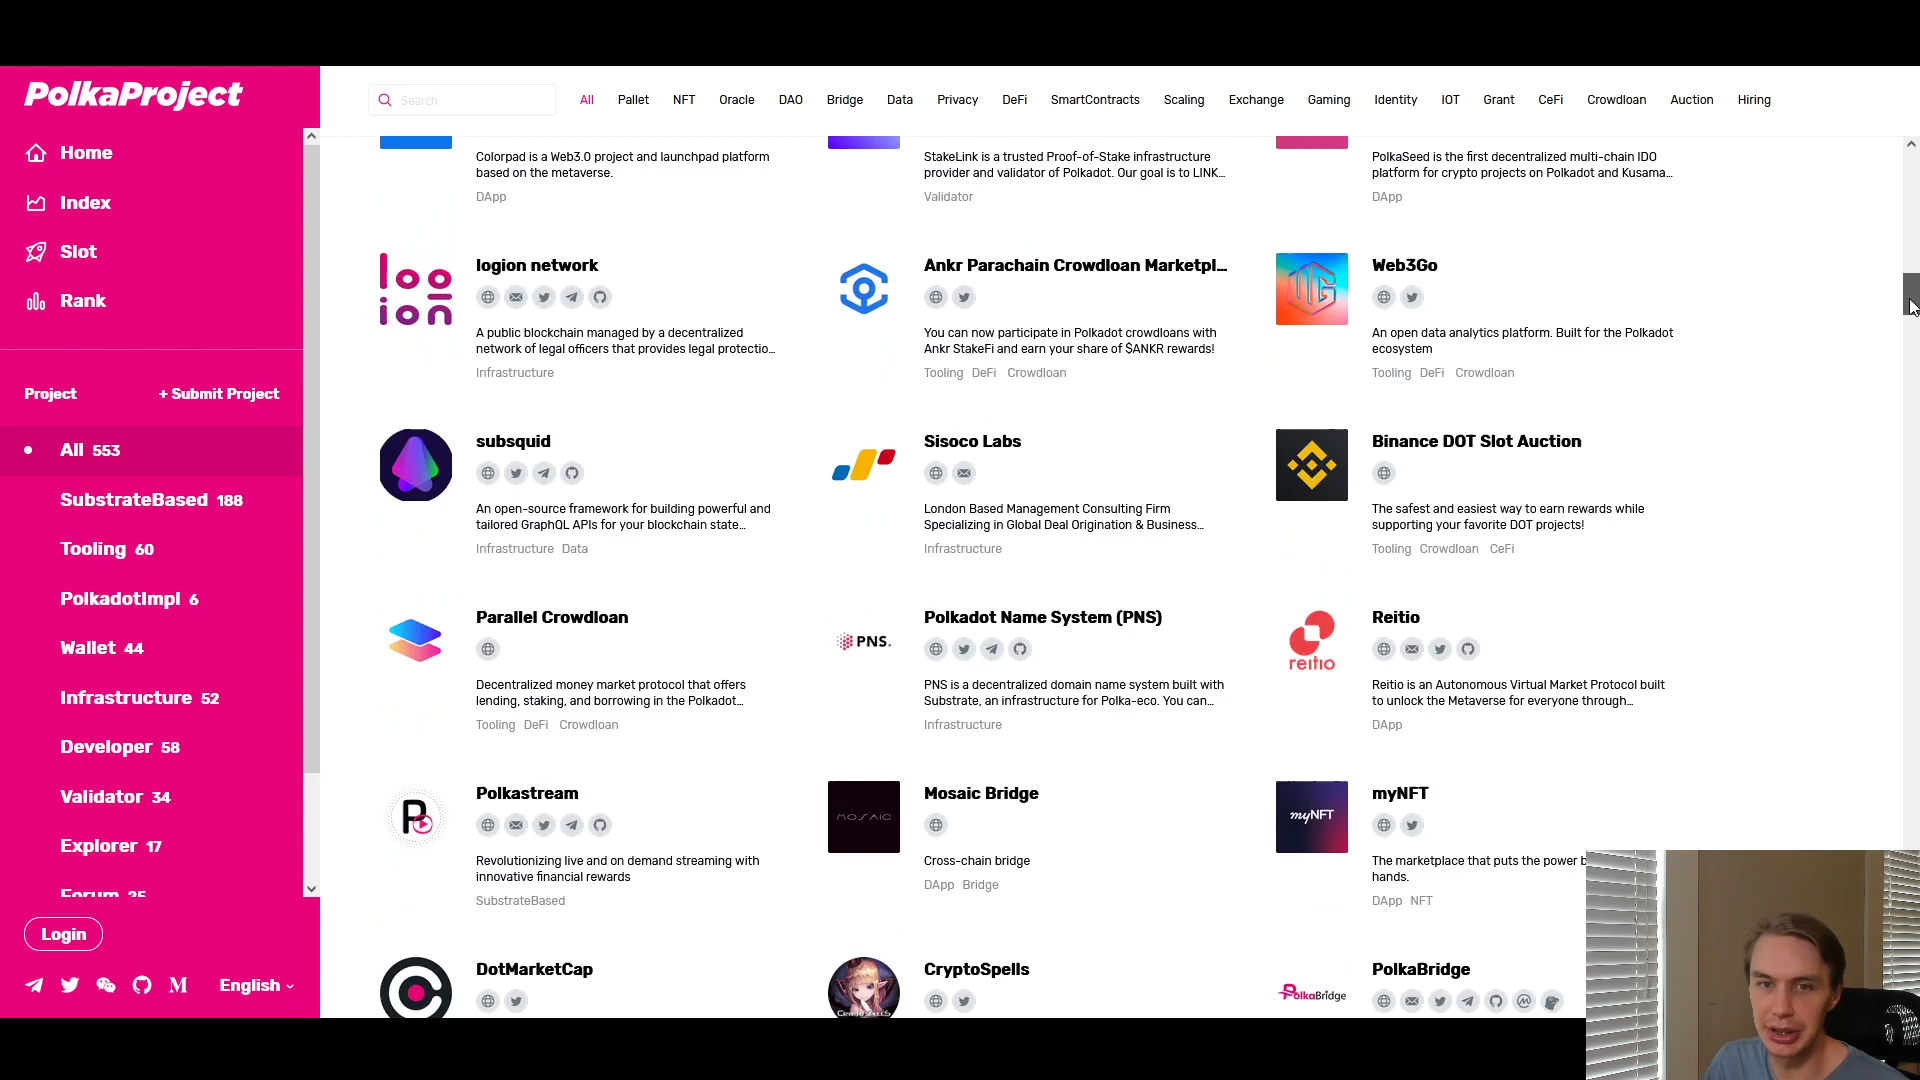 PolkaProject
Home
Index
Slot
Rank
Project
+ Submit Project
All 553
SubstrateBased 188
Tooling 60
PolkadotImpl 6
Wallet 44
Infrastructure 52
Developer 58
Validator 34
Explorer 17
Forum 25
Login
English
Search
All Pallet NFT Oracle DAO Bridge Data Privacy DeFi SmartContracts Scaling Exchange Gaming Identity IOT Grant CeFi Crowdloan Auction Hiring
Colorpad is a Web3.0 project and launchpad platform
based on the metaverse.
DApp
StakeLink is a trusted Proof-of-Stake infrastructure
provider and validator of Polkadot. Our goal is to LINK...
Validator
PolkaSeed is the first decentralized multi-chain IDO
platform for crypto projects on Polkadot and Kusama...
DApp
logion
logion network
A public blockchain managed by a decentralized
network of legal officers that provides legal protectio...
Infrastructure
Ankr Parachain Crowdloan Marketpl...
You can now participate in Polkadot crowdloans with
Ankr StakeFi and earn your share of $ANKR rewards!
Tooling DeFi Crowdloan
Web3Go
An open data analytics platform. Built for the Polkadot
ecosystem
Tooling DeFi Crowdloan
subsquid
An open-source framework for building powerful and
tailored GraphQL APIs for your blockchain state...
Infrastructure Data
Sisoco Labs
London Based Management Consulting Firm
Specializing in Global Deal Origination & Business...
Infrastructure
Binance DOT Slot Auction
The safest and easiest way to earn rewards while
supporting your favorite DOT projects!
Tooling Crowdloan CeFi
Parallel Crowdloan
Decentralized money market protocol that offers
lending, staking, and borrowing in the Polkadot...
Tooling DeFi Crowdloan
PNS.
Polkadot Name System (PNS)
PNS is a decentralized domain name system built with
Substrate, an infrastructure for Polka-eco. You can...
Infrastructure
reitio
Reitio
Reitio is an Autonomous Virtual Market Protocol built
to unlock the Metaverse for everyone through...
DApp
Polkastream
Revolutionizing live and on demand streaming with
innovative financial rewards
SubstrateBased
MOSAIC
Mosaic Bridge
Cross-chain bridge
DApp Bridge
myNFT
myNFT
The marketplace that puts the power
hands.
DApp NFT
DotMarketCap
CRYPTOSPELLS
CryptoSpells
PolkaBridge
PolkaBridge